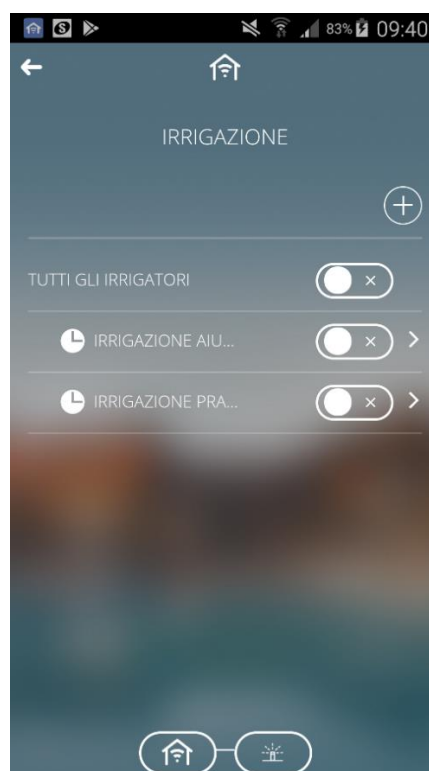 83% 09:40
IRRIGAZIONE
TUTTI GLI IRRIGATORI
IRRIGAZIONE AIU...
IRRIGAZIONE PRA...